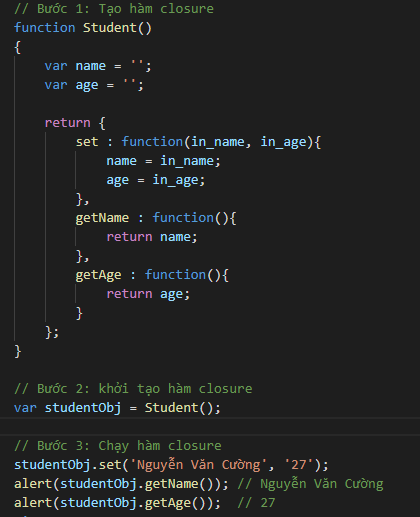 // Bước 1: Tạo hàm closure
function Student()
{
    var name = '';
    var age = '';
    return {
        set : function(in_name, in_age){
            name = in_name;
            age = in_age;
        },
        getName : function(){
            return name;
        },
        getAge : function(){
            return age;
        }
    };
}
// Bước 2: khởi tạo hàm closure
var studentObj = Student();
// Bước 3: Chạy hàm closure
studentObj.set('Nguyễn Văn Cường', '27');
alert(studentObj.getName()); // Nguyễn Văn Cường
alert(studentObj.getAge());  // 27